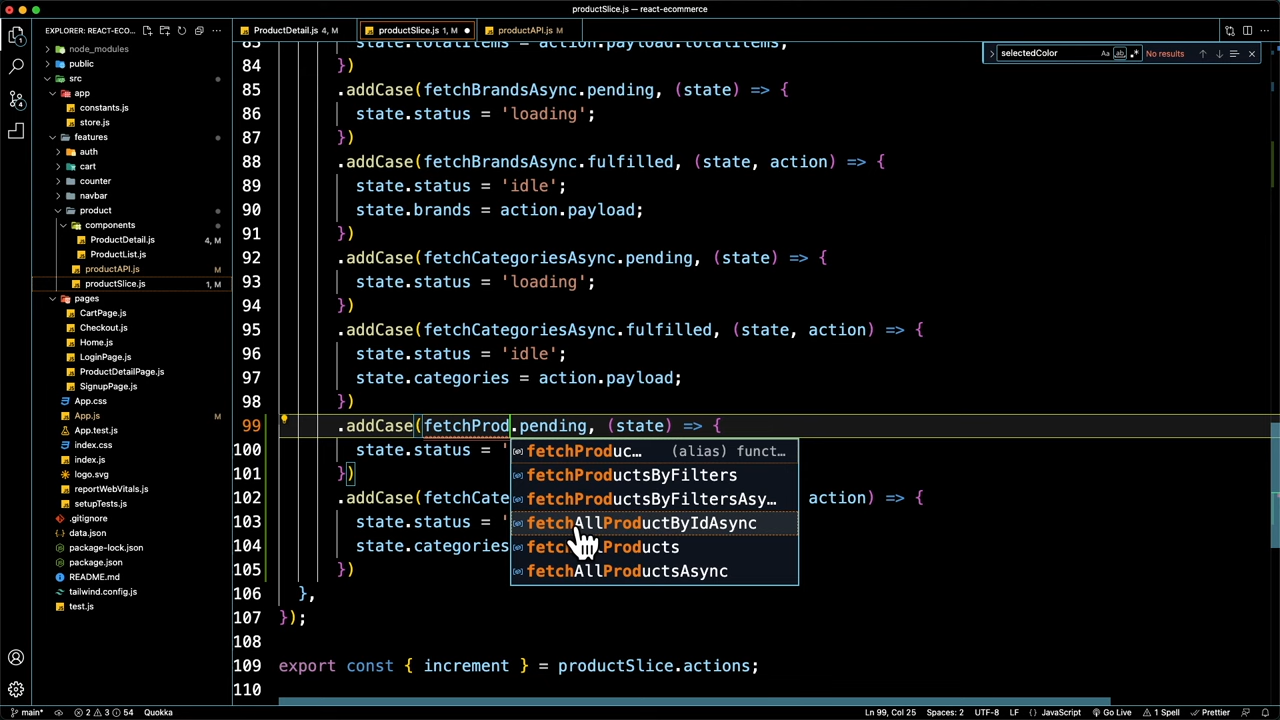 productSlice.js — react-ecommerce
EXPLORER: REACT-ECO...
ProductDetail.js 4, M
productSlice.js 1, M
productAPI.js M
node_modules
public
src
app
constants.js
store.js
features
auth
cart
counter
navbar
product
components
ProductDetail.js 4, M
ProductList.js
productAPI.js M
productSlice.js 1, M
pages
CartPage.js
Checkout.js
Home.js
LoginPage.js
ProductDetailPage.js
SignupPage.js
App.css
App.js M
App.test.js
index.css
index.js
logo.svg
reportWebVitals.js
setupTests.js
.gitignore
data.json
package-lock.json
package.json
README.md
tailwind.config.js
test.js
selectedColor Aa ab .* No results
83 state.totalItems = action.payload.totalItems;
84 })
85 .addCase(fetchBrandsAsync.pending, (state) => {
86 state.status = 'loading';
87 })
88 .addCase(fetchBrandsAsync.fulfilled, (state, action) => {
89 state.status = 'idle';
90 state.brands = action.payload;
91 })
92 .addCase(fetchCategoriesAsync.pending, (state) => {
93 state.status = 'loading';
94 })
95 .addCase(fetchCategoriesAsync.fulfilled, (state, action) => {
96 state.status = 'idle';
97 state.categories = action.payload;
98 })
99 .addCase(fetchProd.pending, (state) => {
100 state.status = '
101 })
102 .addCase(fetchCate action) => {
103 state.status = '
104 state.categories
105 })
106 },
107 });
108
109 export const { increment } = productSlice.actions;
110
fetchProduc... (alias) funct...
fetchProductsByFilters
fetchProductsByFiltersAsy...
fetchAllProductByIdAsync
fetchAllProducts
fetchAllProductsAsync
main* 2 3 54 Quokka
Ln 99, Col 25 Spaces: 2 UTF-8 LF {} JavaScript Go Live 1 Spell Prettier